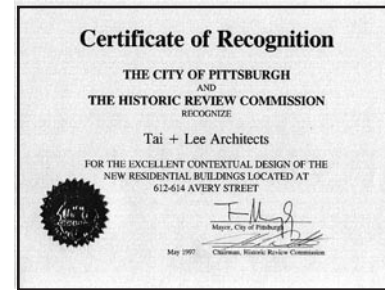 Certificate of Recognition
THE CITY OF PITTSBURGH
AND
THE HISTORIC REVIEW COMMISSION
RECOGNIZE
Tai + Lee Architects
FOR THE EXCELLENT CONTEXTUAL DESIGN OF THE
NEW RESIDENTIAL BUILDINGS LOCATED AT
612-614 AVERY STREET
Mayor, City of Pittsburgh
May 1997 Chairman, Historic Review Commission